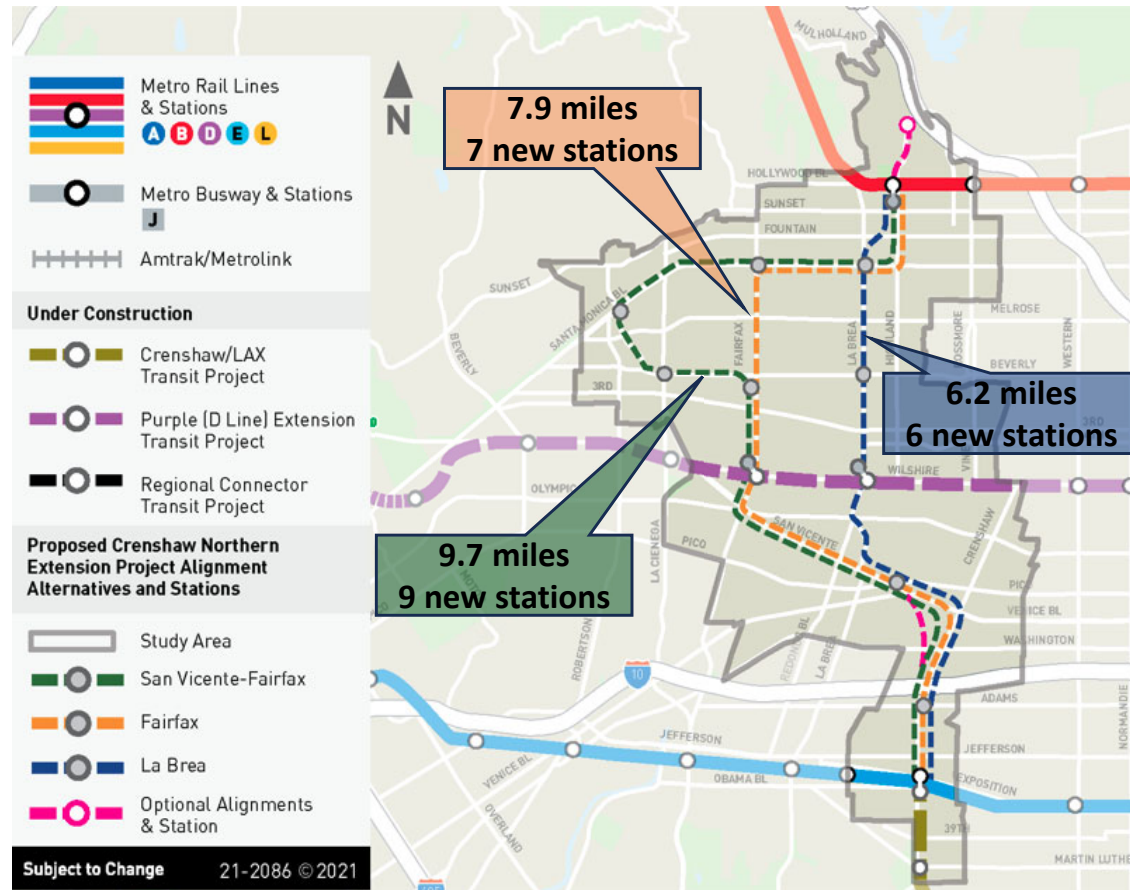 Metro Rail Lines
& Stations
A B D E L
Metro Busway & Stations
J
Amtrak/Metrolink
Under Construction
Crenshaw/LAX
Transit Project
Purple (D Line) Extension
Transit Project
Regional Connector
Transit Project
Proposed Crenshaw Northern
Extension Project Alignment
Alternatives and Stations
Study Area
San Vicente-Fairfax
Fairfax
La Brea
Optional Alignments
& Station
Subject to Change 21-2086 © 2021
N
7.9 miles
7 new stations
6.2 miles
6 new stations
9.7 miles
9 new stations
MULHOLLAND
HOLLYWOOD BL
SUNSET
FOUNTAIN
SUNSET
SANTA MONICA BL
BEVERLY
FAIRFAX
LA BREA
HIGHLAND
MELROSE
WESTERN
BEVERLY
3RD
3RD
WILSHIRE
OLYMPIC
SAN VICENTE
CRENSHAW
PICO
LA CIENEGA
PICO
VENICE BL
WASHINGTON
ROBERTSON
REDONDO BL
LA BREA
10
ADAMS
NORMANDIE
JEFFERSON
JEFFERSON
VENICE BL
OBAMA BL
EXPOSITION
OVERLAND
39TH
MARTIN LUTHE